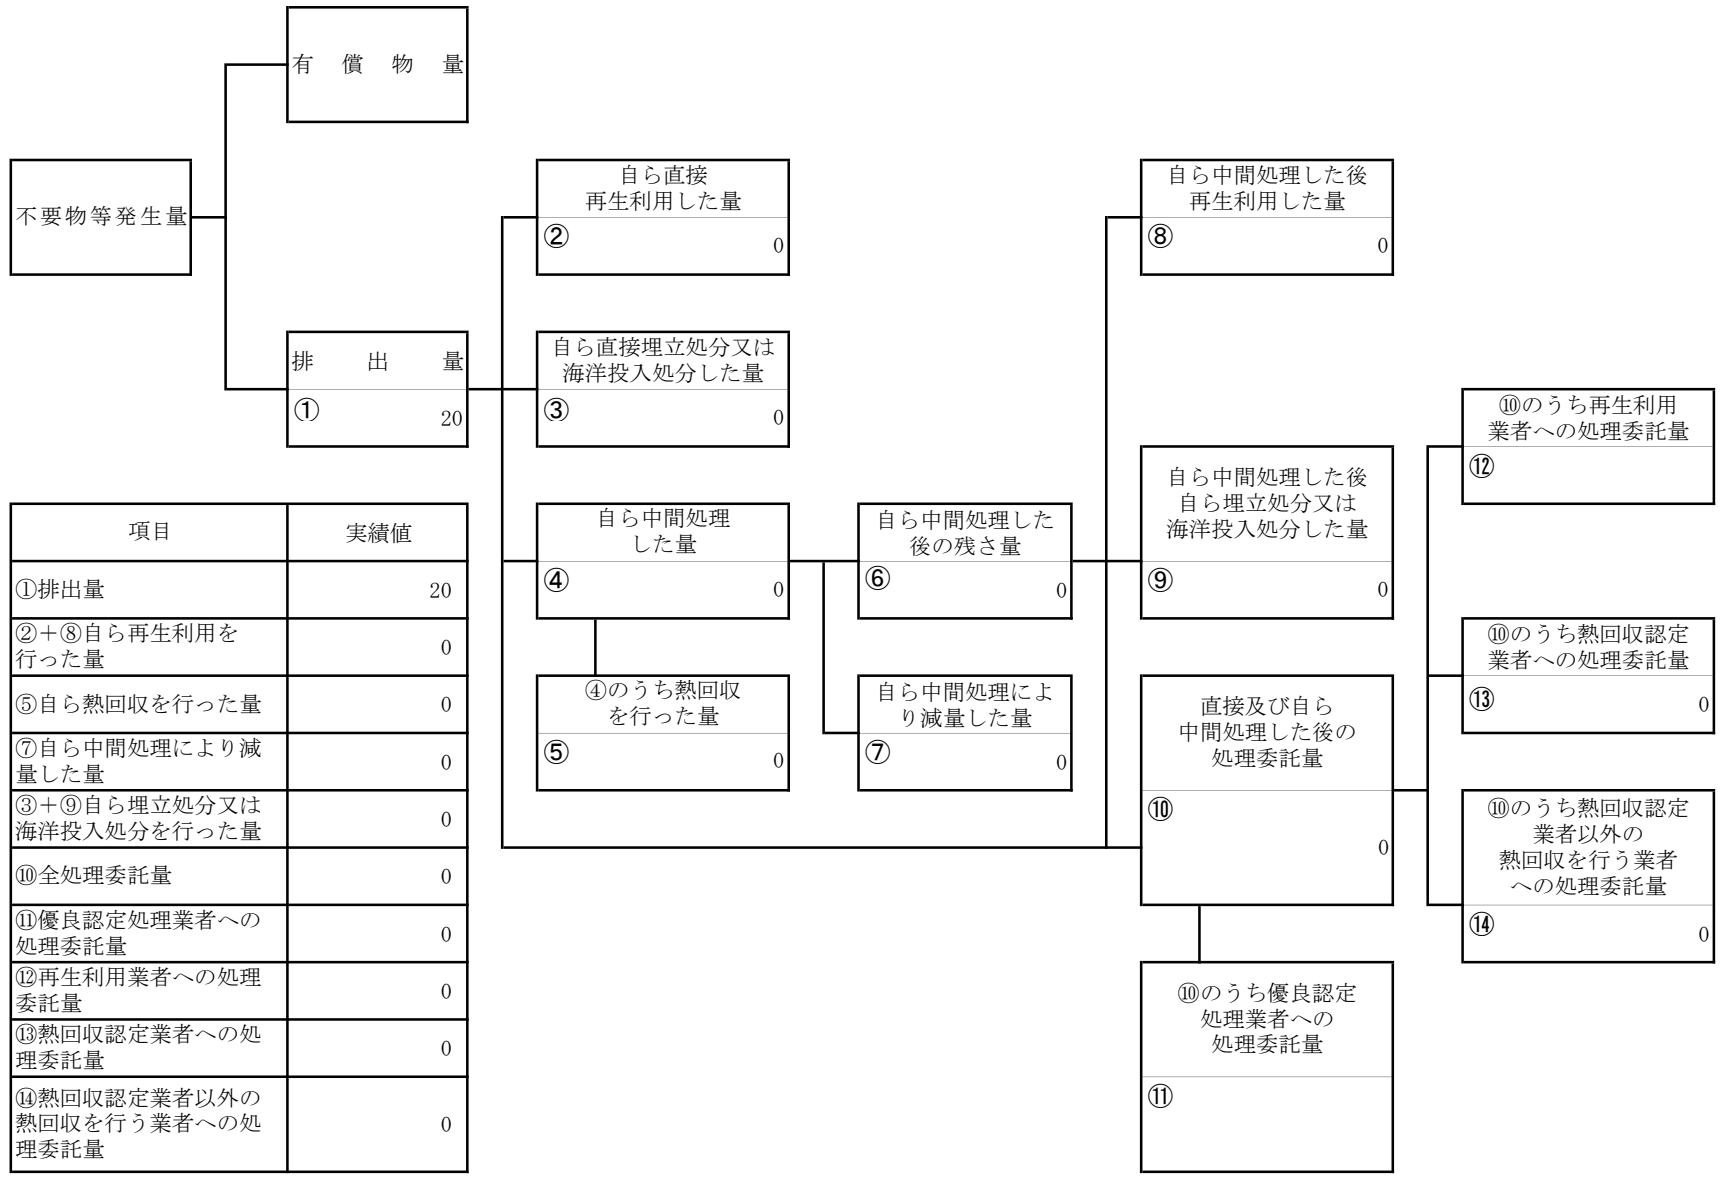 有償物量
不要物等発生量
排出量
①
20
自ら直接
再生利用した量
②
0
自ら直接埋立処分又は
海洋投入処分した量
③
0
自ら中間処理
した量
④
0
④のうち熱回収
を行った量
⑤
0
自ら中間処理した
後の残さ量
⑥
0
自ら中間処理によ
り減量した量
⑦
0
自ら中間処理した後
再生利用した量
⑧
0
自ら中間処理した後
自ら埋立処分又は
海洋投入処分した量
⑨
0
直接及び自ら
中間処理した後の
処理委託量
⑩
0
⑩のうち優良認定
処理業者への
処理委託量
⑪
⑩のうち再生利用
業者への処理委託量
⑫
⑩のうち熱回収認定
業者への処理委託量
⑬
0
⑩のうち熱回収認定
業者以外の
熱回収を行う業者
への処理委託量
⑭
0
項目 実績値
①排出量 20
②＋⑧自ら再生利用を
行った量 0
⑤自ら熱回収を行った量 0
⑦自ら中間処理により減
量した量 0
③＋⑨自ら埋立処分又は
海洋投入処分を行った量 0
⑩全処理委託量 0
⑪優良認定処理業者への
処理委託量 0
⑫再生利用業者への処理
委託量 0
⑬熱回収認定業者への処
理委託量 0
⑭熱回収認定業者以外の
熱回収を行う業者への処
理委託量 0